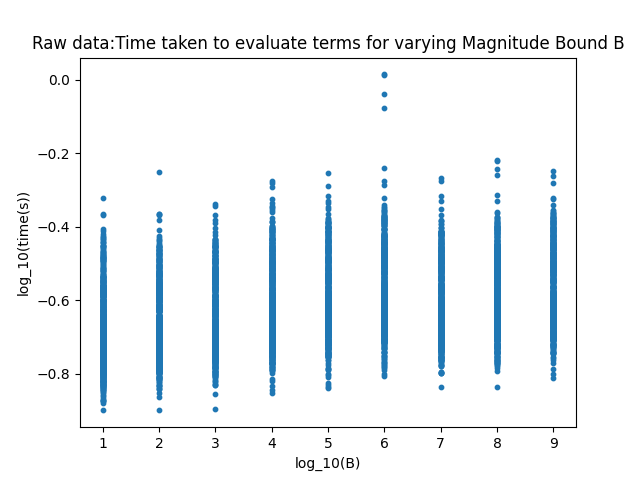 Raw data:Time taken to evaluate terms for varying Magnitude Bound B
0.0
−0.2
−0.4
−0.6
−0.8
log_10(time(s))
1 2 3 4 5 6 7 8 9
log_10(B)